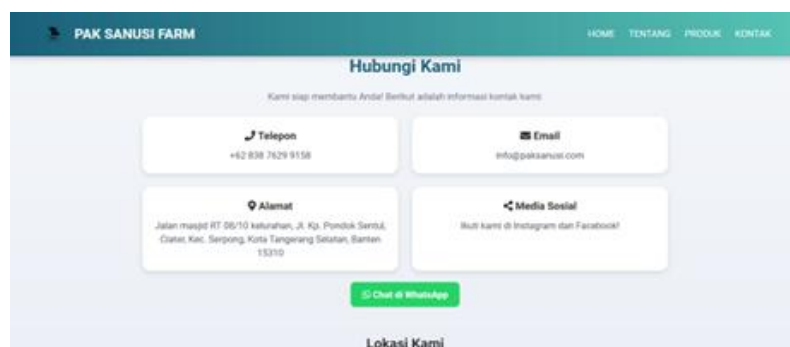 PAK SANUSI FARM
HOME TENTANG PRODUK KONTAK
Hubungi Kami
Kami siap membantu Anda! Berikut adalah informasi kontak kami:
Telepon
+62 838 7629 9158
Email
info@paksanusi.com
Alamat
Jalan masjid RT 06/10 kelurahan, Jl. Kp. Pondok Sentul,
Ciater, Kec. Serpong, Kota Tangerang Selatan, Banten
15310
Media Sosial
Ikuti kami di Instagram dan Facebook!
Chat di WhatsApp
Lokasi Kami